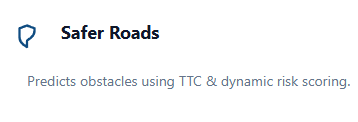 Safer Roads
Predicts obstacles using TTC & dynamic risk scoring.